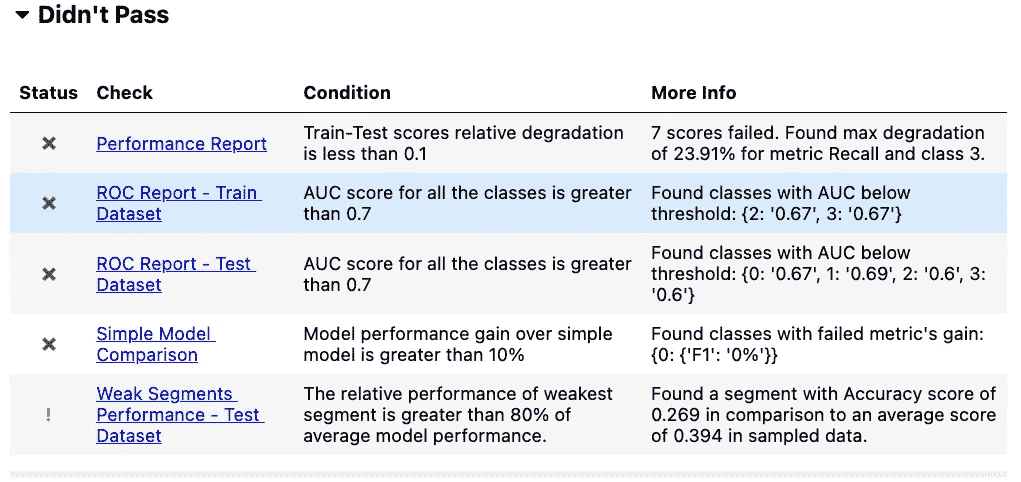 Didn't Pass
Status Check Condition More Info
Performance Report
Train-Test scores relative degradation
is less than 0.1
7 scores failed. Found max degradation
of 23.91% for metric Recall and class 3.
ROC Report - Train
Dataset
AUC score for all the classes is greater
than 0.7
Found classes with AUC below
threshold: {2: '0.67', 3: '0.67'}
ROC Report - Test
Dataset
AUC score for all the classes is greater
than 0.7
Found classes with AUC below
threshold: {0: '0.67', 1: '0.69', 2: '0.6', 3:
'0.6'}
Simple Model
Comparison
Model performance gain over simple
model is greater than 10%
Found classes with failed metric's gain:
{0: {'F1': '0%'}}
!
Weak Segments
Performance - Test
Dataset
The relative performance of weakest
segment is greater than 80% of
average model performance.
Found a segment with Accuracy score of
0.269 in comparison to an average score
of 0.394 in sampled data.